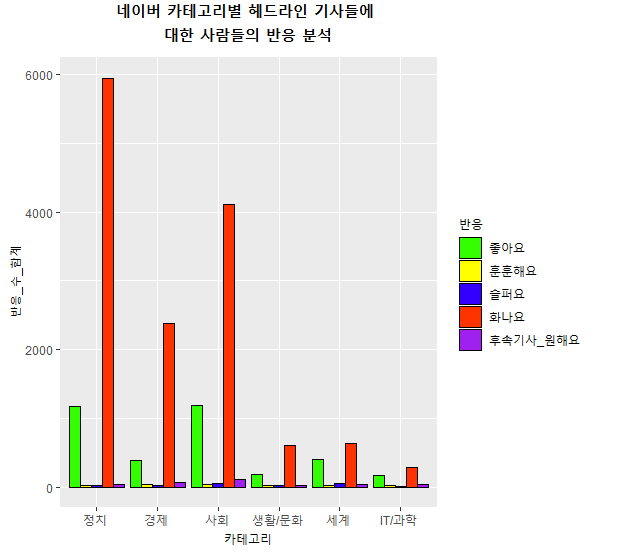 네이버 카테고리별 헤드라인 기사들에
대한 사람들의 반응 분석
반응_수_합계
6000
4000
2000
0
정치
경제
사회
생활/문화
세계
IT/과학
카테고리
반응
좋아요
훈훈해요
슬퍼요
화나요
후속기사_원해요